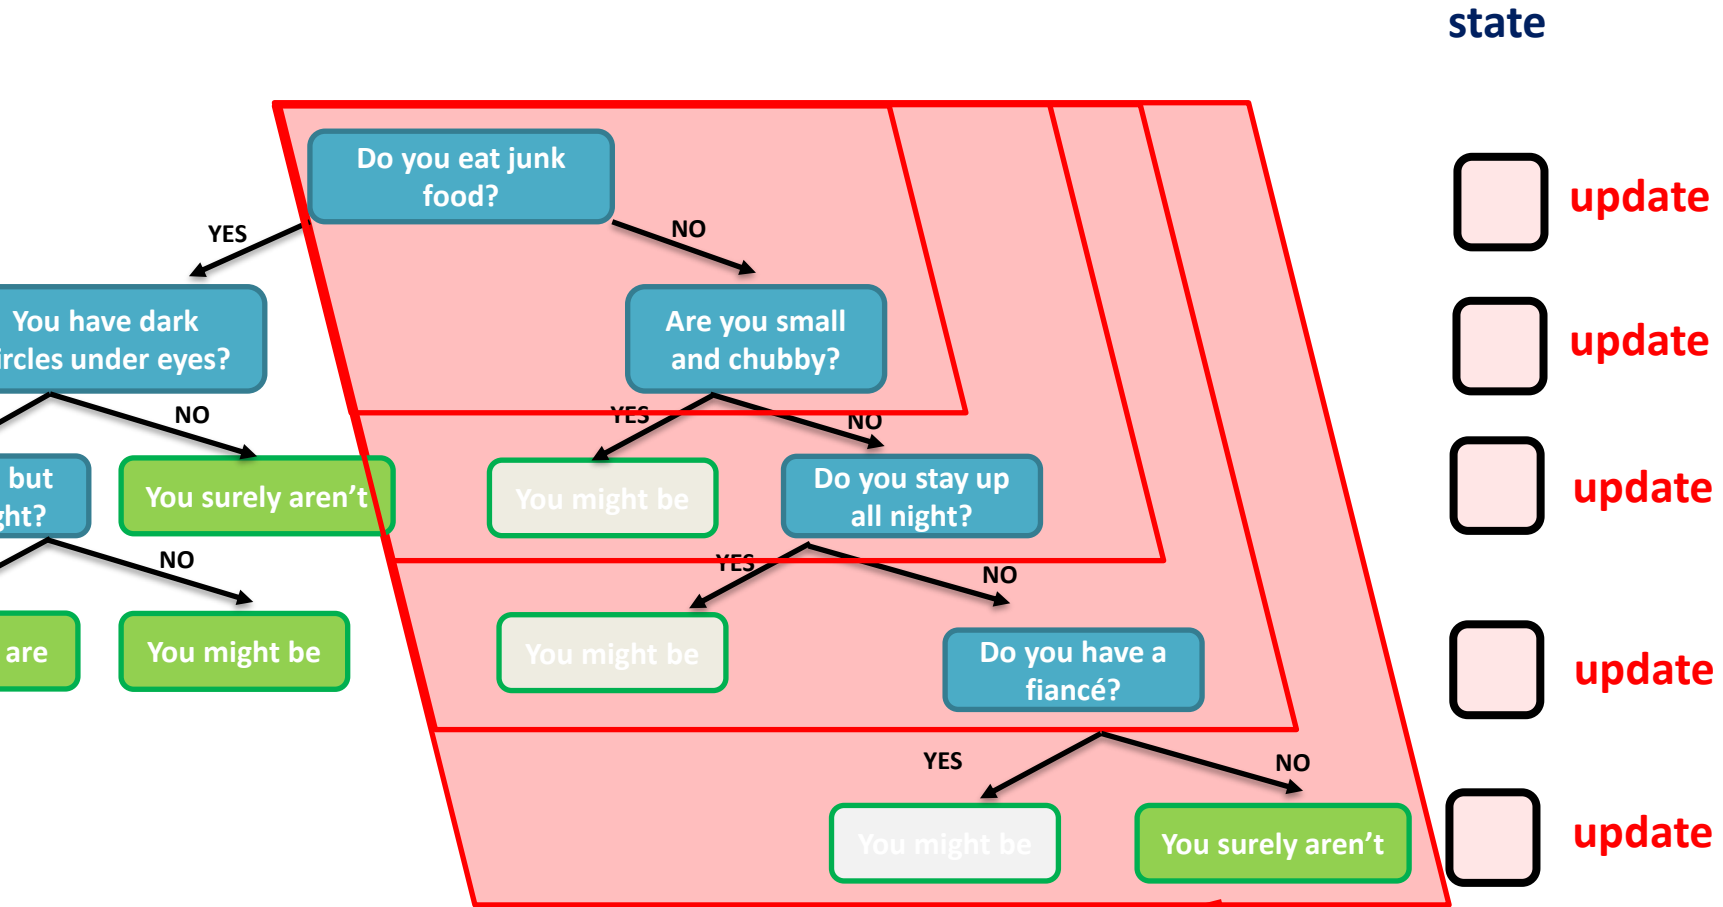 state
Do you eat junk
food?
update
YES
NO
You have dark
ircles under eyes?
Are you small
and chubby?
update
NO
YES
NO
but
ght?
You surely aren't
You might be
Do you stay up
all night?
update
NO
YES
NO
are
You might be
You might be
Do you have a
fiancé?
update
YES
NO
You might be
You surely aren't
update